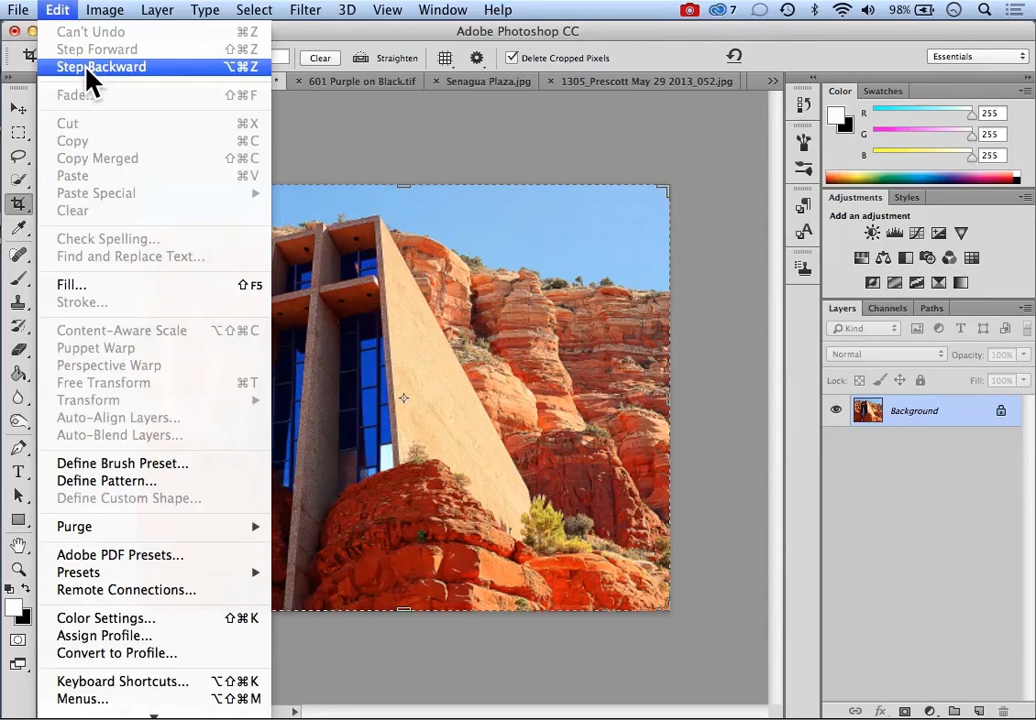 File Edit Image Layer Type Select Filter 3D View Window Help 7 98%
Adobe Photoshop CC
Clear Straighten Delete Cropped Pixels Essentials
601 Purple on Black.tif × Senagua Plaza.jpg × 1305_Prescott May 29 2013_052.jpg >>
Can't Undo ⌘Z
Step Forward ⇧⌘Z
Step Backward ⌥⌘Z
Fade... ⇧⌘F
Cut ⌘X
Copy ⌘C
Copy Merged ⇧⌘C
Paste ⌘V
Paste Special
Clear
Check Spelling...
Find and Replace Text...
Fill... ⇧F5
Stroke...
Content-Aware Scale ⌥⇧⌘C
Puppet Warp
Perspective Warp
Free Transform ⌘T
Transform
Auto-Align Layers...
Auto-Blend Layers...
Define Brush Preset...
Define Pattern...
Define Custom Shape...
Purge
Adobe PDF Presets...
Presets
Remote Connections...
Color Settings... ⇧⌘K
Assign Profile...
Convert to Profile...
Keyboard Shortcuts... ⌥⇧⌘K
Menus... ⌥⇧⌘M
Color Swatches
R 255
G 255
B 255
Adjustments Styles
Add an adjustment
Layers Channels Paths
Kind
Normal Opacity: 100%
Lock: Fill: 100%
Background
fx